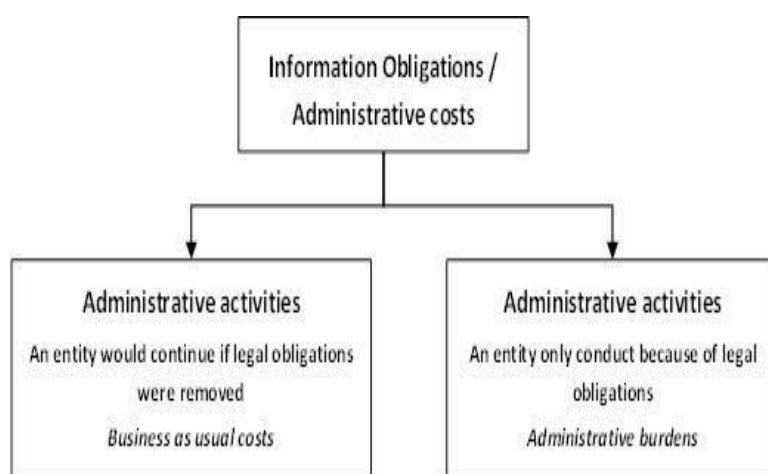 Information Obligations /
Administrative costs
Administrative activities
An entity would continue if legal obligations
were removed
Business as usual costs
Administrative activities
An entity only conduct because of legal
obligations
Administrative burdens